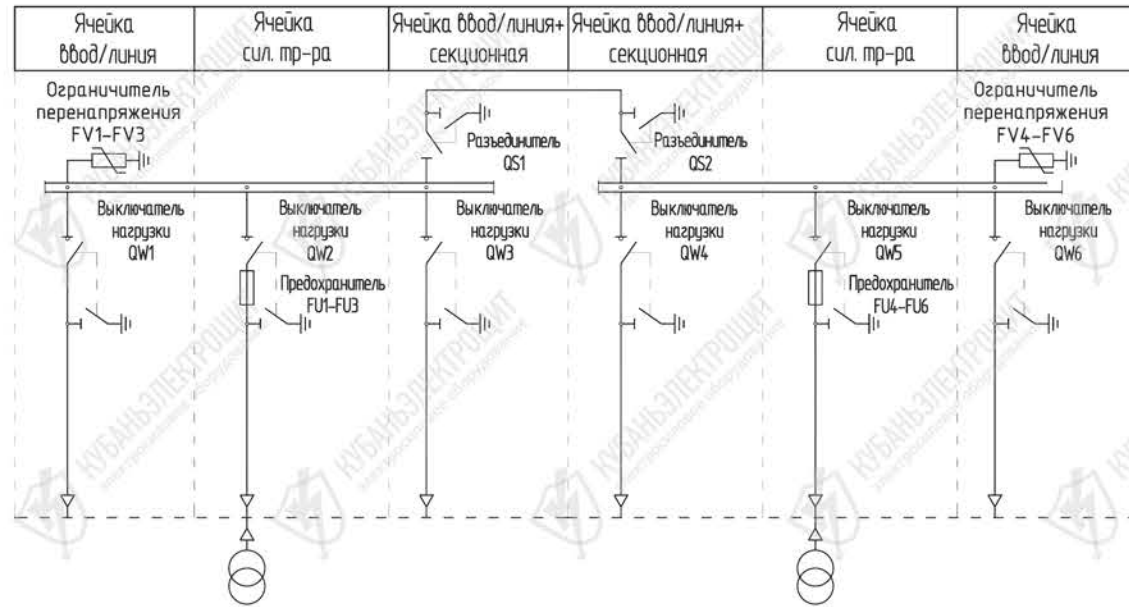 Ячейка
ввод/линия
Ячейка
сил. тр-ра
Ячейка ввод/линия+
секционная
Ячейка ввод/линия+
секционная
Ячейка
сил. тр-ра
Ячейка
ввод/линия
Ограничитель
перенапряжения
FV1-FV3
Разъединитель
QS1
Разъединитель
QS2
Ограничитель
перенапряжения
FV4-FV6
Выключатель
нагрузки
QW1
Выключатель
нагрузки
QW2
Предохранитель
FU1-FU3
Выключатель
нагрузки
QW3
Выключатель
нагрузки
QW4
Выключатель
нагрузки
QW5
Предохранитель
FU4-FU6
Выключатель
нагрузки
QW6
КУБАНЬЭЛЕКТРОЩИТ
электрощитовое оборудование